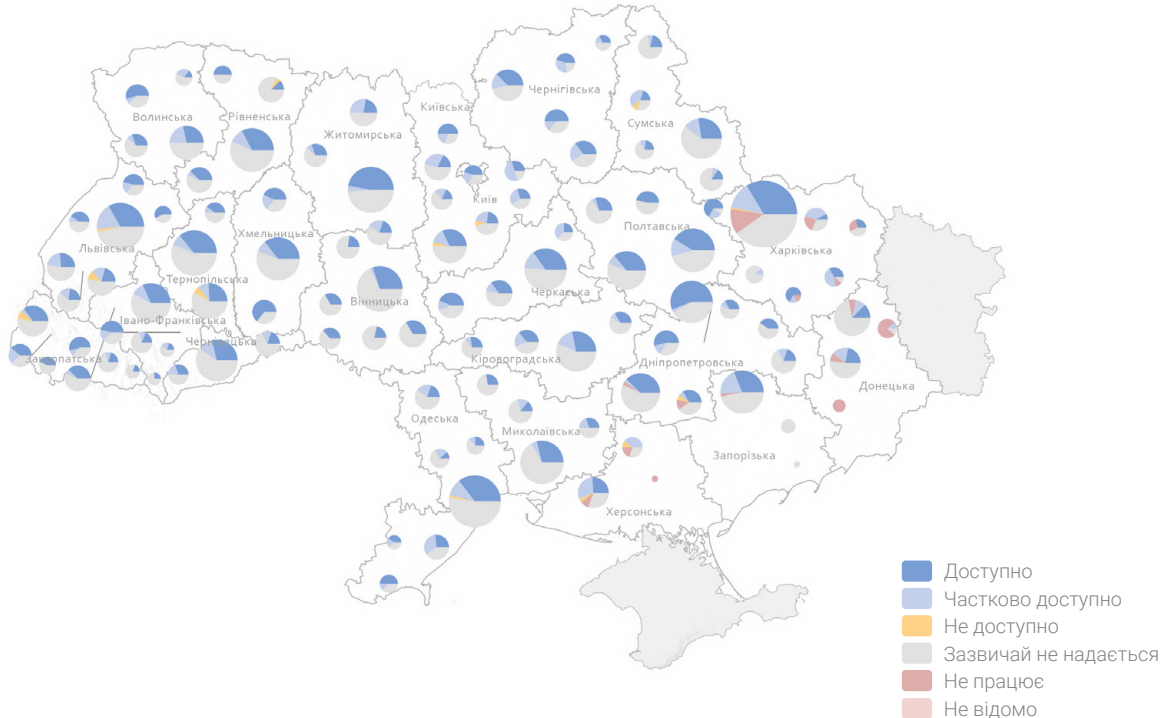 Київська
Чернігівська
Волинська
Рівненська
Сумська
Житомирська
Київ
Полтавська
Хмельницька
Львівська
Харківська
Тернопільська
Черкаська
Вінницька
Івано-Франківська
Чернівецька
Закарпатська
Кіровоградська
Дніпропетровська
Донецька
Одеська
Миколаївська
Запорізька
Херсонська
Доступно
Частково доступно
Не доступно
Зазвичай не надається
Не працює
Не відомо